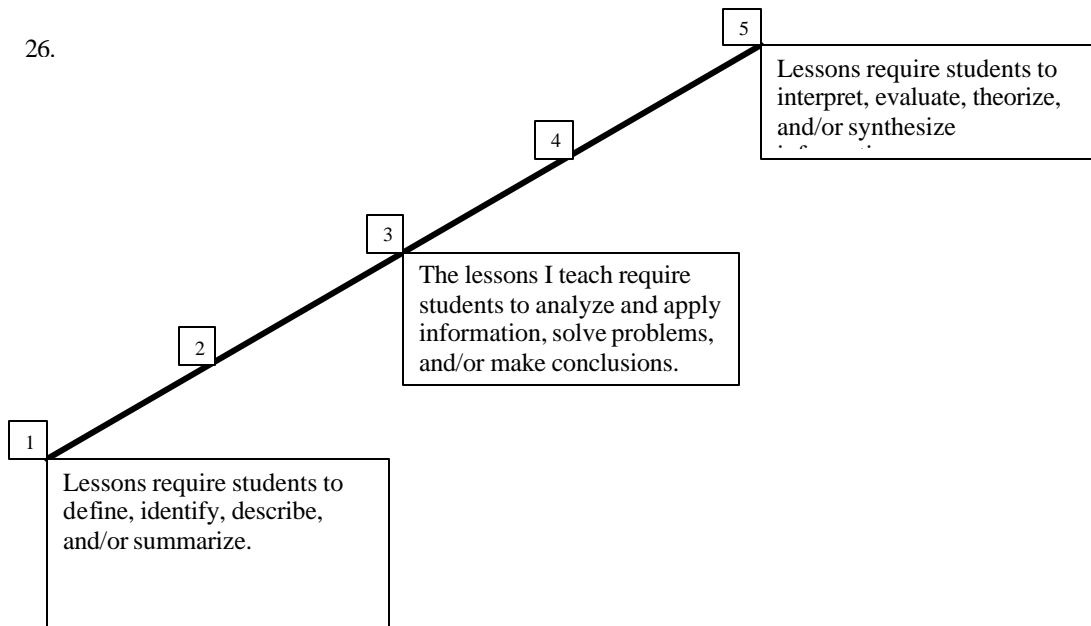 26.
5
Lessons require students to
interpret, evaluate, theorize,
and/or synthesize
4
3
The lessons I teach require
students to analyze and apply
information, solve problems,
and/or make conclusions.
2
1
Lessons require students to
define, identify, describe,
and/or summarize.